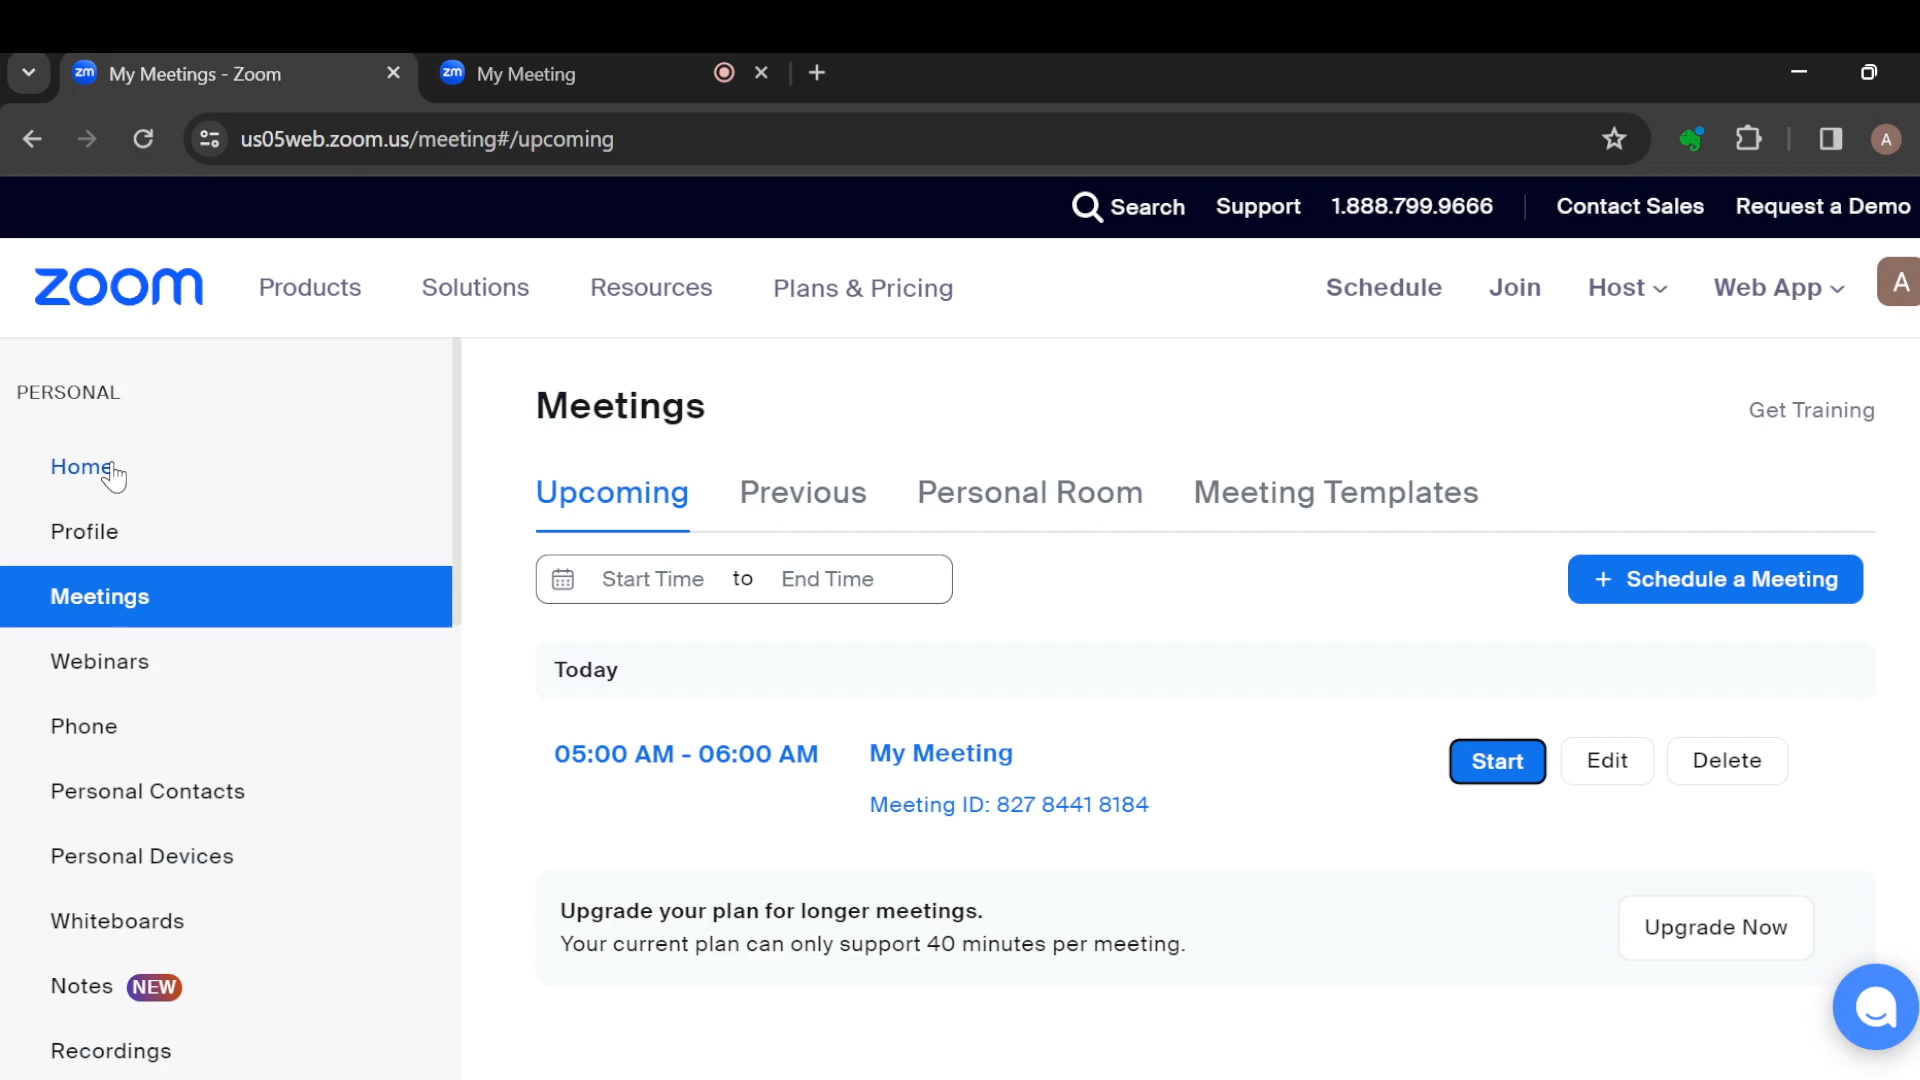 zm My Meetings - Zoom
zm My Meeting
us05web.zoom.us/meeting#/upcoming
A
Search Support 1.888.799.9666 Contact Sales Request a Demo
zoom Products Solutions Resources Plans & Pricing Schedule Join Host Web App A
PERSONAL
Home
Profile
Meetings
Webinars
Phone
Personal Contacts
Personal Devices
Whiteboards
Notes NEW
Recordings
Meetings
Get Training
Upcoming Previous Personal Room Meeting Templates
Start Time to End Time
+ Schedule a Meeting
Today
05:00 AM - 06:00 AM My Meeting
Meeting ID: 827 8441 8184
Start Edit Delete
Upgrade your plan for longer meetings.
Your current plan can only support 40 minutes per meeting.
Upgrade Now